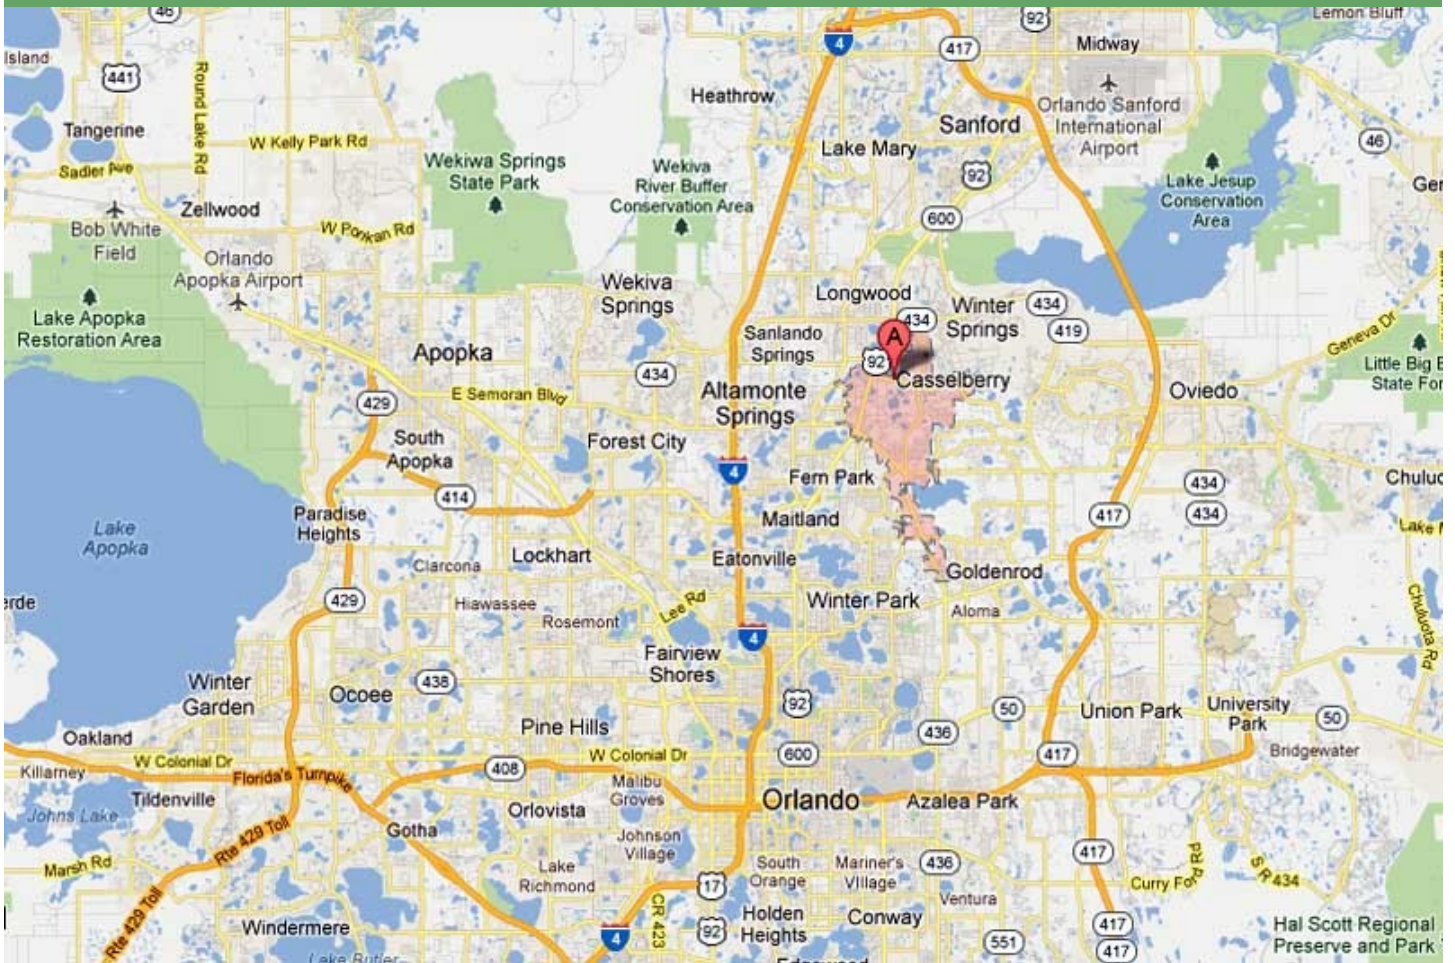 46
92
Lemon Bluff
4
417
Midway
Island
441
Round Lake Rd
Heathrow
Orlando Sanford
International
Airport
Sanford
Tangerine
W Kelly Park Rd
Lake Mary
46
Sadler Ave
Wekiwa Springs
State Park
Wekiva
River Buffer
Conservation Area
92
Lake Jesup
Conservation
Area
Zellwood
600
Bob White
Field
W Ponkan Rd
Orlando
Apopka Airport
Wekiva
Springs
Longwood
Winter
Springs
434
Lake Apopka
Restoration Area
434
419
Sanlando
Springs
A
Geneva Dr
Apopka
434
92
Casselberry
Little Big
State For
429
E Semoran Blvd
Altamonte
Springs
Oviedo
South
Apopka
Forest City
4
Fern Park
434
414
434
417
Paradise
Heights
Maitland
Lake
Apopka
Lockhart
Eatonville
Clarcona
Goldenrod
429
Hiawassee
Lee Rd
Winter Park
Aloma
Chuluota Rd
Rosemont
4
Fairview
Shores
Winter
Garden
Ocoee
438
92
50
Union Park
University
Park
50
Pine Hills
436
Oakland
W Colonial Dr
W Colonial Dr
600
417
Bridgewater
Killarney
Florida's Turnpike
408
Malibu
Groves
Tildenville
Orlovista
Orlando
Azalea Park
Johns Lake
Rte 429 Toll
Gotha
Johnson
Village
417
Marsh Rd
Lake
Richmond
South
Orange
Mariner's
Village
436
S R 434
17
Ventura
Rte 429 Toll
CR 423
Holden
Heights
Conway
417
Windermere
4
92
551
417
Hal Scott Regional
Preserve and Park
Lake Butler
Edgewood